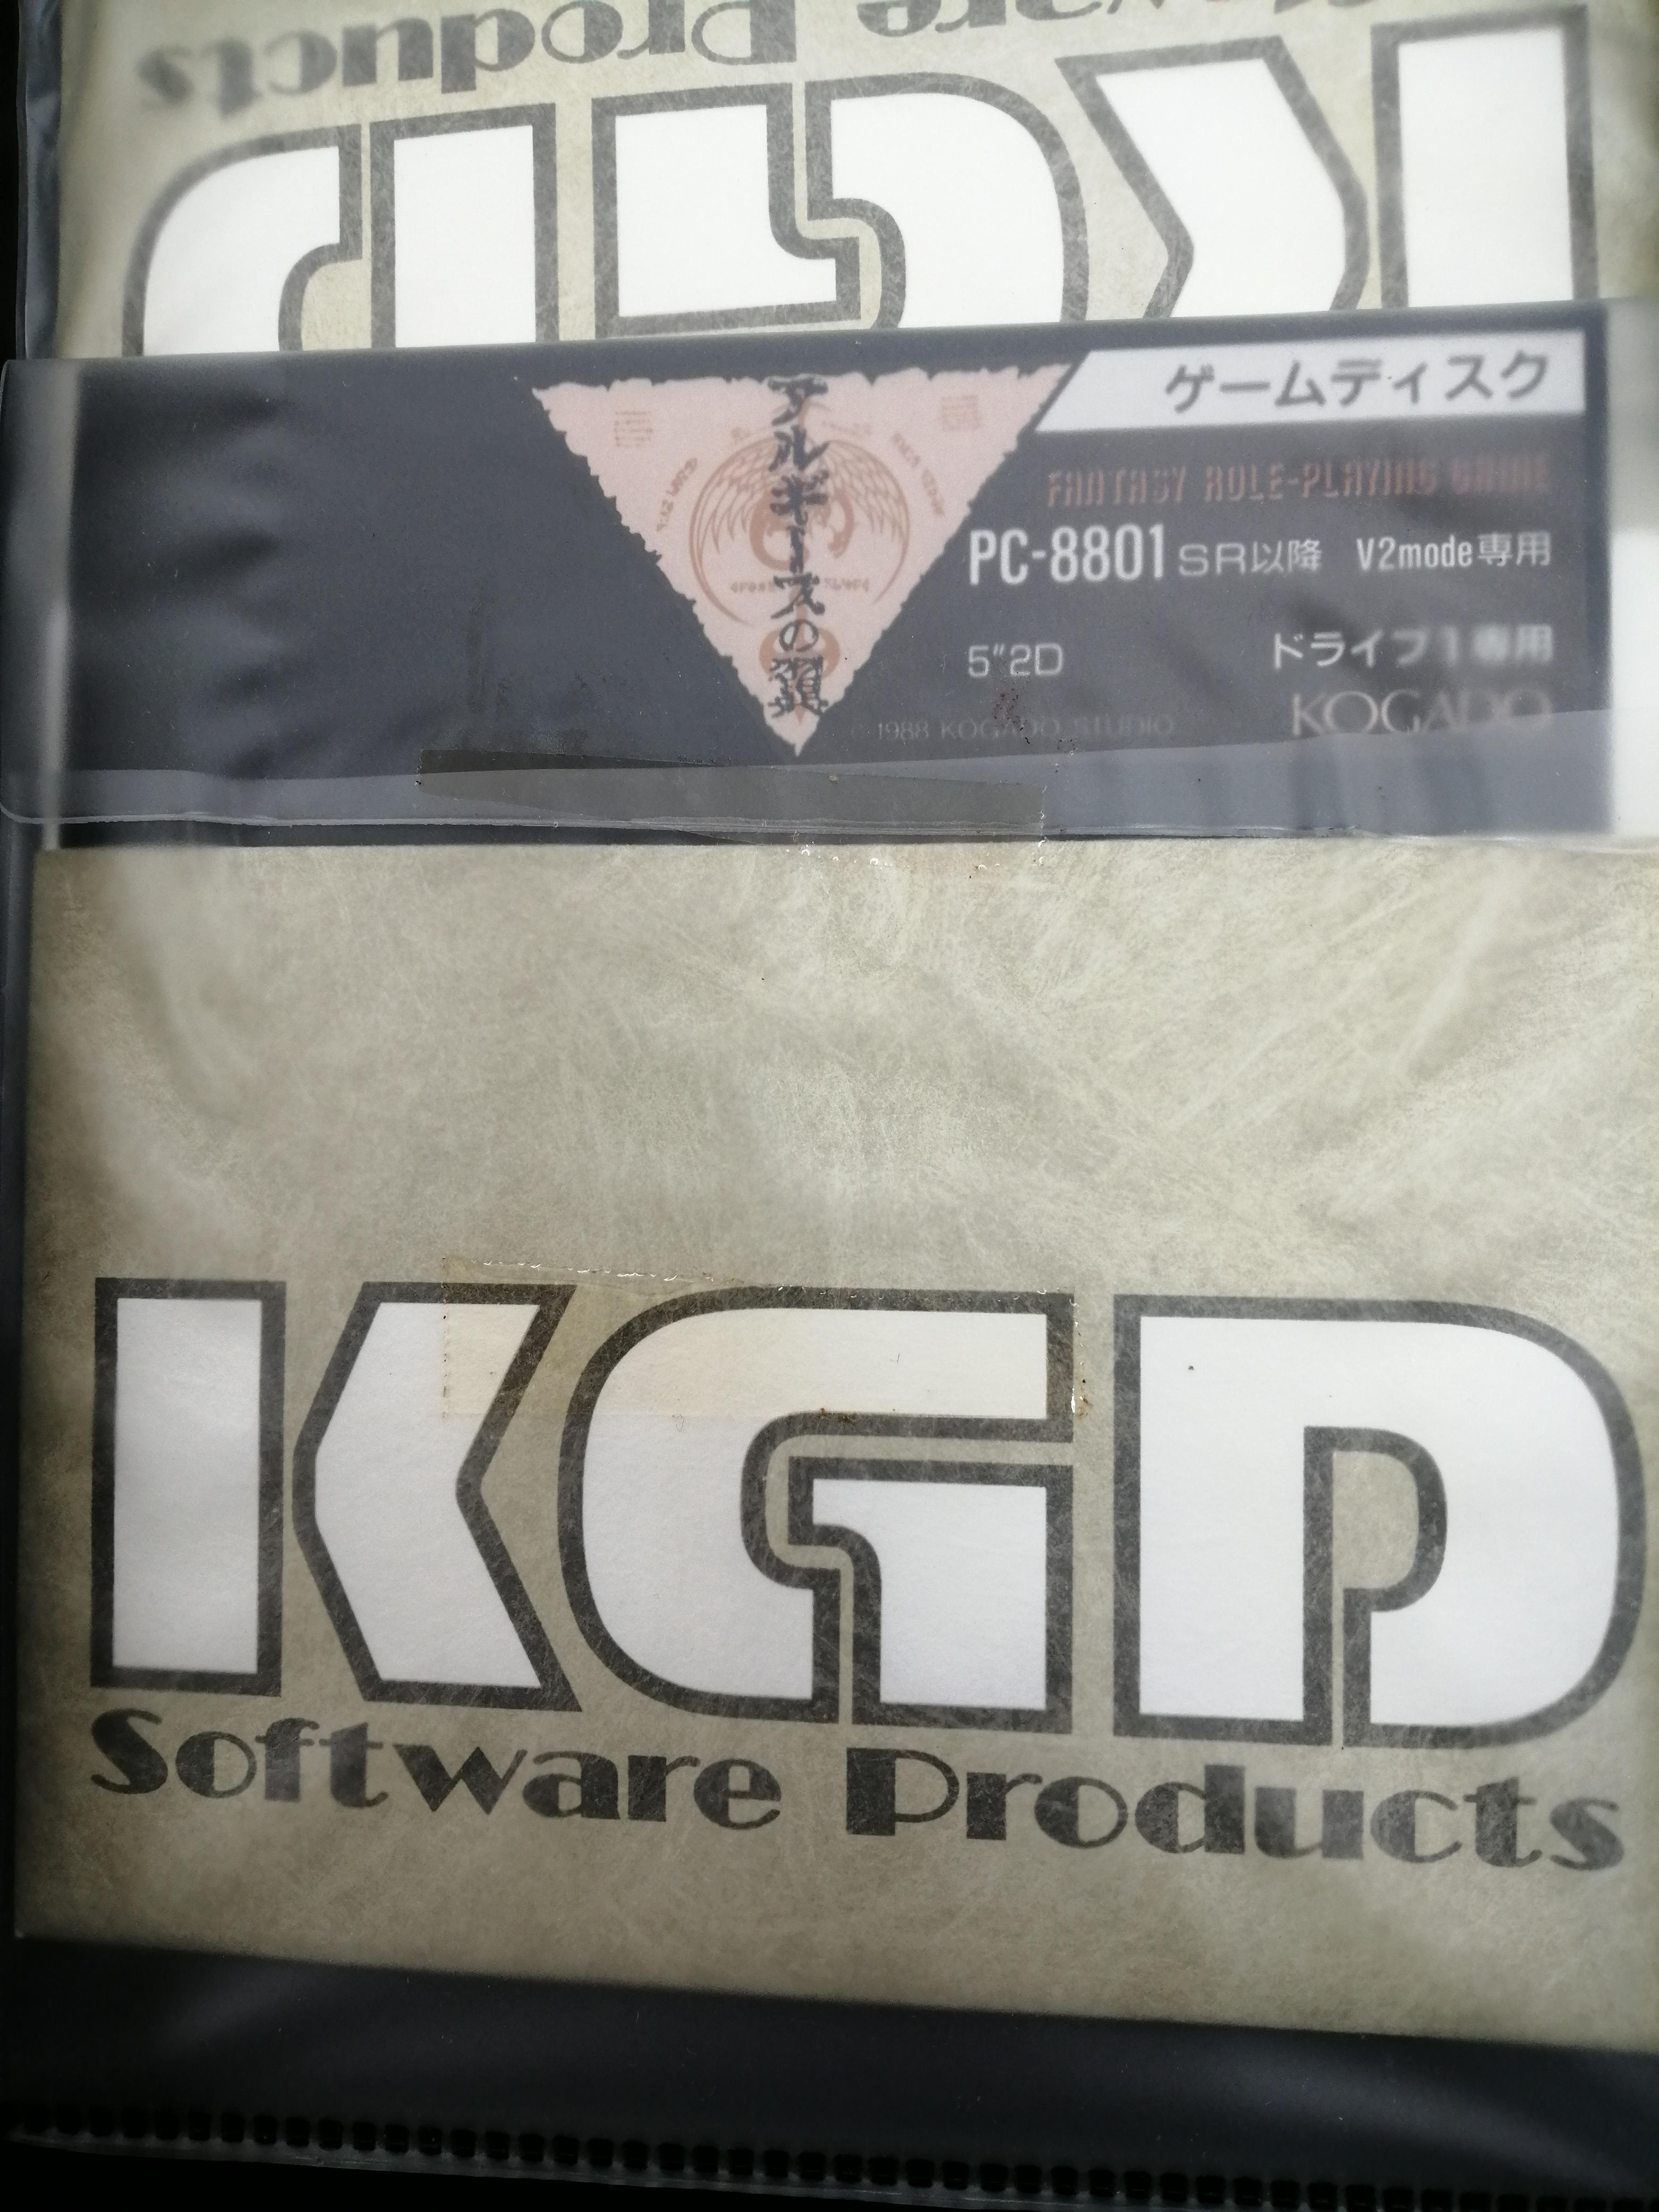 Software Products
KGD
ゲームディスク
アルギースの翼
FANTASY ROLE-PLAYING GAME
PC-8801 SR以降 V2mode専用
5"2D ドライブ1専用
© 1988 KOGADO STUDIO KOGADO
KGD
Software Products